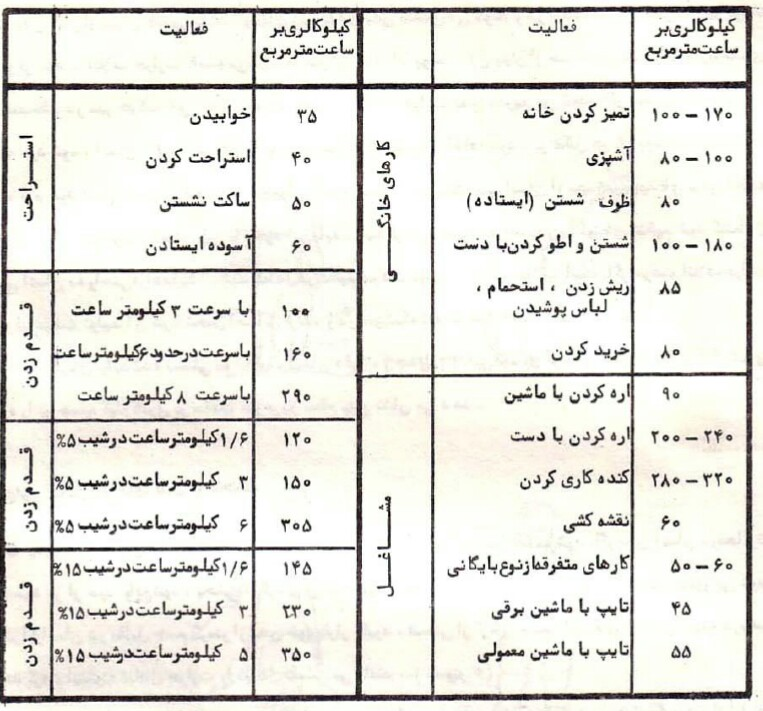 کیلوکالری‌بر ساعت‌مترمربع	فعالیت		کیلوکالری‌بر ساعت‌مترمربع	فعالیت
کارهای خانگی
۱۷۰ – ۱۰۰	تمیز کردن خانه
۱۰۰ – ۸۰	آشپزی
۸۰	ظرف شستن (ایستاده)
۱۸۰ – ۱۰۰	شستن و اطو کردن با دست
۸۵	ریش زدن ، استحمام ،
لباس پوشیدن
۸۰	خرید کردن
مشاغل
۹۰	اره کردن با ماشین
۲۴۰ – ۲۰۰	اره کردن با دست
۳۲۰ – ۲۸۰	کنده کاری کردن
۶۰	نقشه کشی
۶۰ – ۵۰	کارهای متفرقه ازنوع بایگانی
۴۵	تایپ با ماشین برقی
۵۵	تایپ با ماشین معمولی
استراحت
۳۵	خوابیدن
۴۰	استراحت کردن
۵۰	ساکت نشستن
۶۰	آسوده ایستادن
قدم زدن
۱۰۰	با سرعت ۳ کیلومتر ساعت
۱۶۰	باسرعت‌درحدود ۶کیلومترساعت
۲۹۰	باسرعت ۸ کیلومتر ساعت
قدم زدن
۱۲۰	۱/۶کیلومترساعت‌درشیب ۵%
۱۵۰	۳ کیلومترساعت‌درشیب ۵%
۳۰۵	۶ کیلومترساعت‌درشیب ۵%
قدم زدن
۱۴۵	۱/۶کیلومترساعت‌درشیب ۱۵%
۲۳۰	۳ کیلومترساعت‌درشیب ۱۵%
۳۵۰	۵ کیلومترساعت‌درشیب ۱۵%